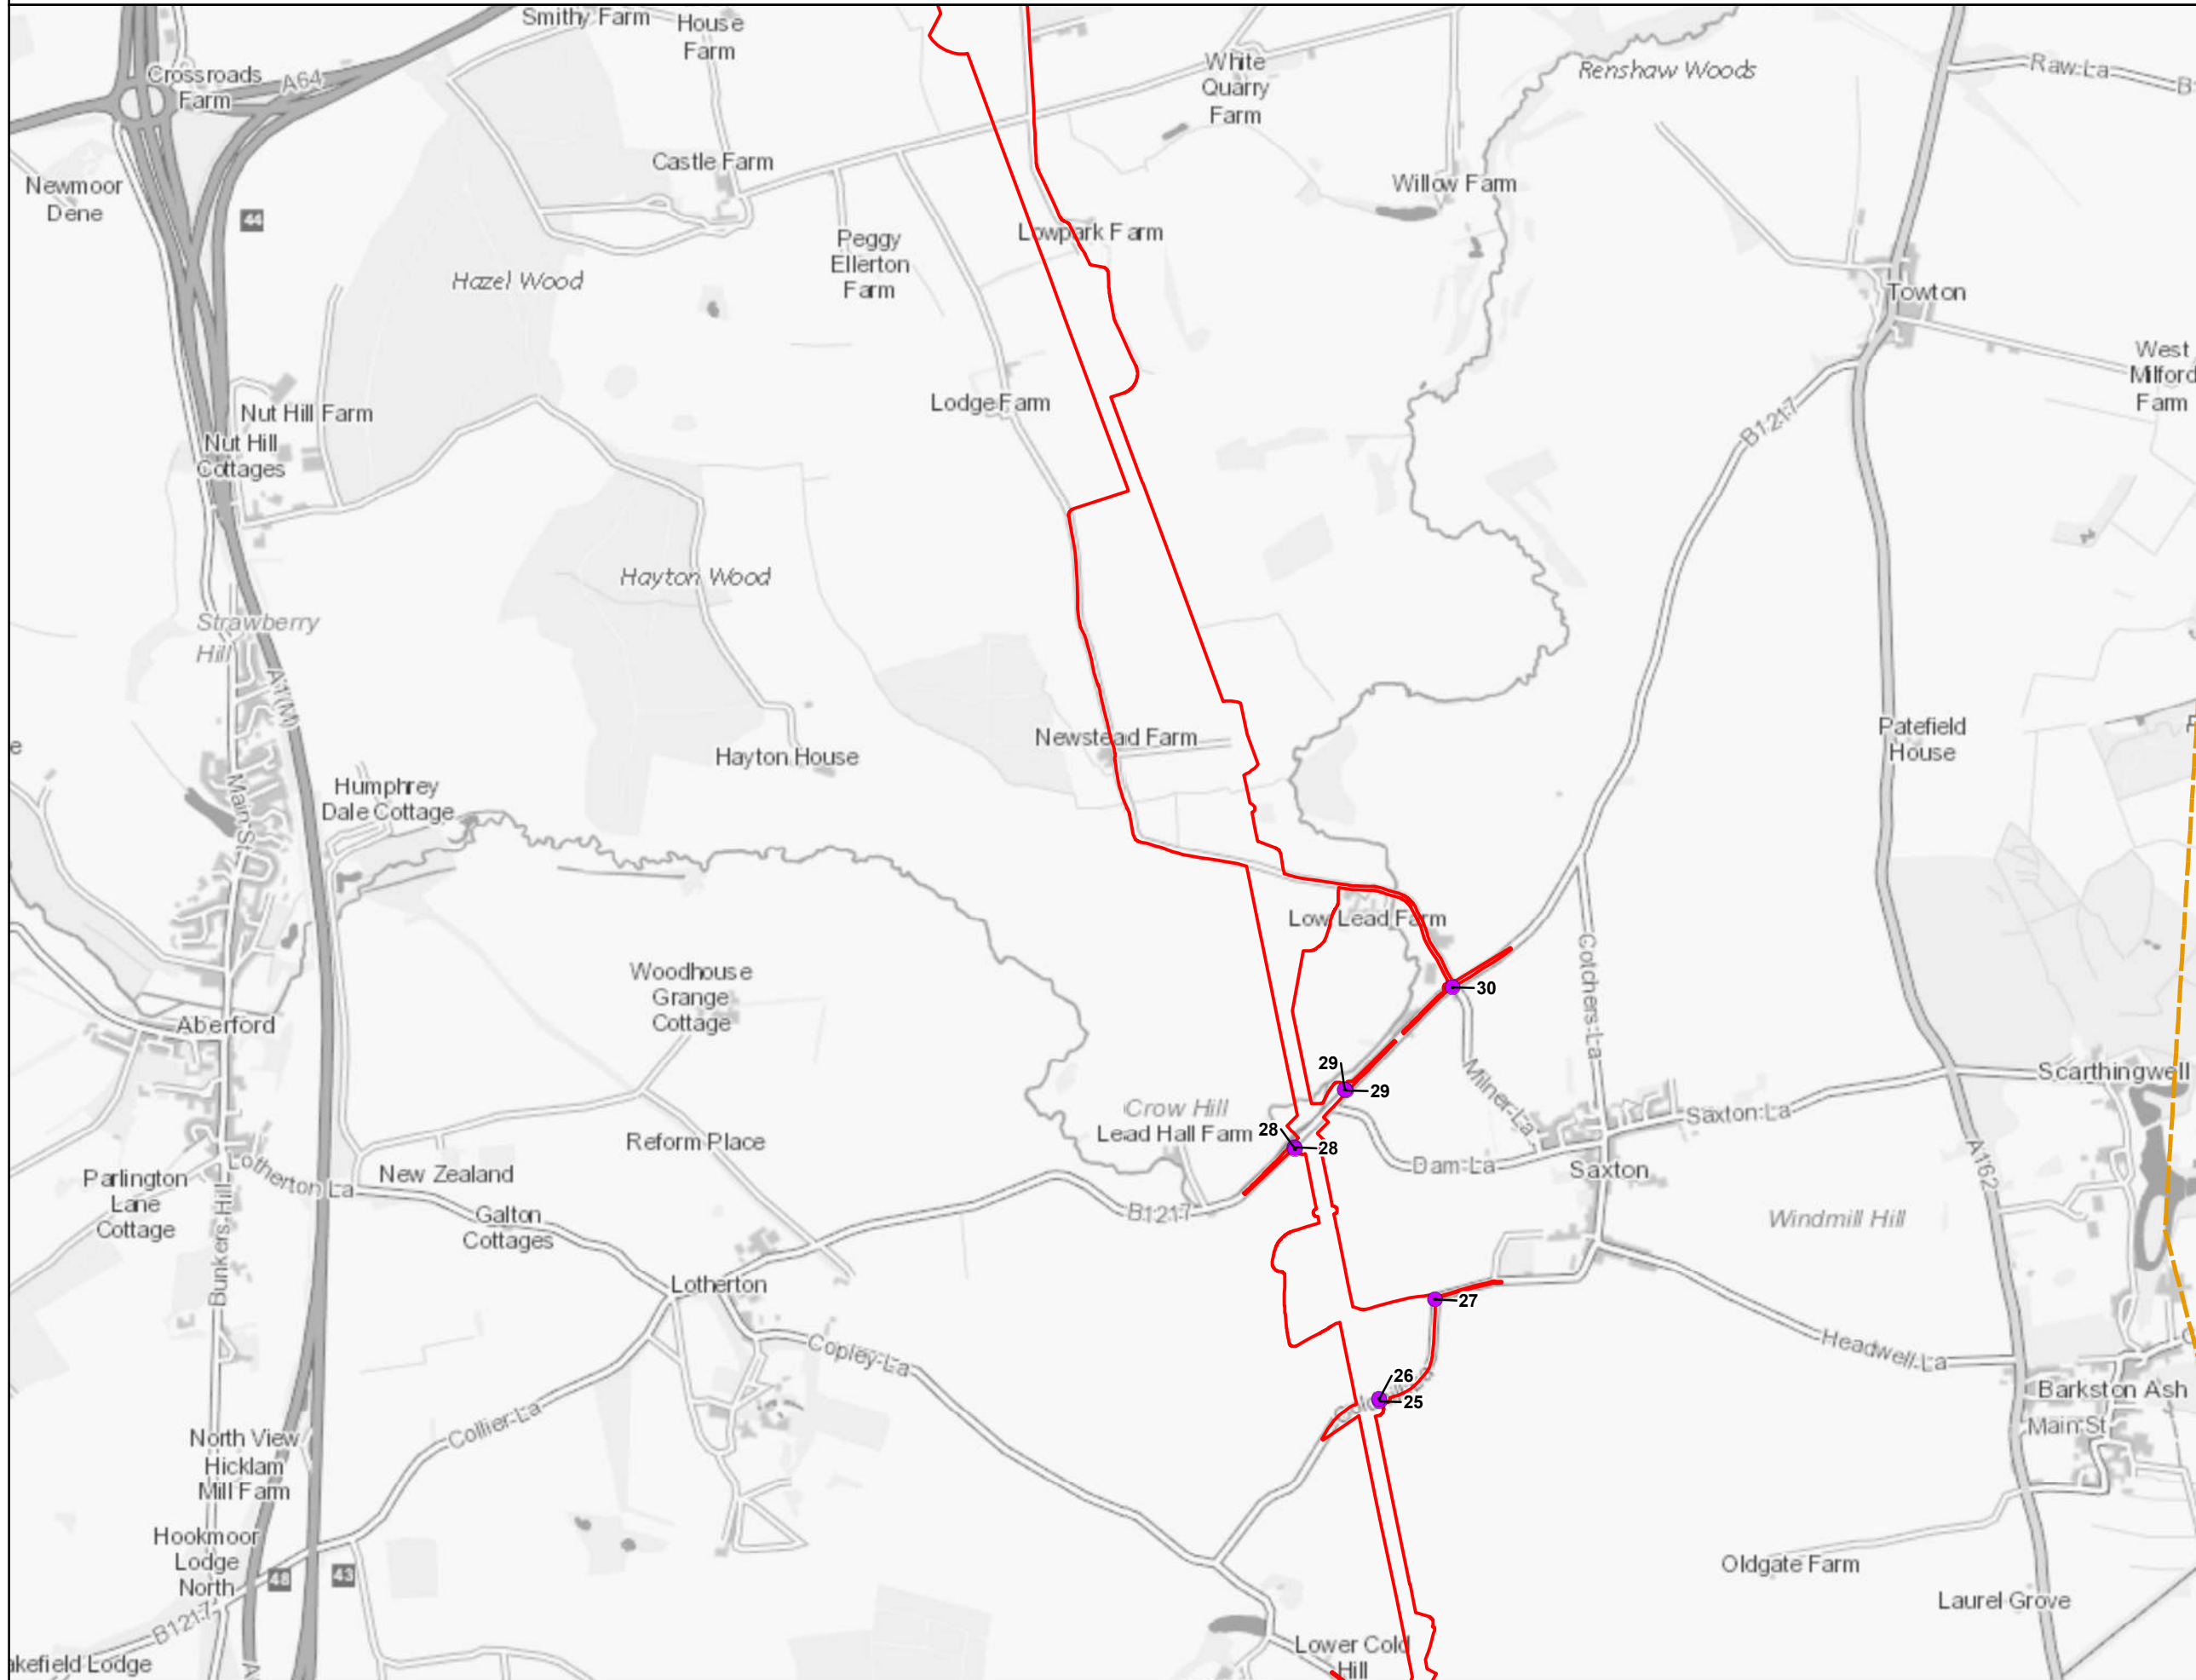 Smithy Farm
House
Farm
Crossroads
Farm
A64
White
Quarry
Farm
Renshaw Woods
Raw La
Newmoor
Dene
44
Castle Farm
Willow Farm
Peggy
Ellerton
Farm
Lowpark Farm
Hazel Wood
Towton
West
Milford
Farm
Nut Hill Farm
Nut Hill
Cottages
Lodge Farm
B1217
Hayton Wood
Strawberry
Hill
A1(M)
Newstead Farm
Hayton House
Patefield
House
Humphrey
Dale Cottage
Main St
Low Lead Farm
Woodhouse
Grange
Cottage
Cotchers La
30
Aberford
29
29
Milner La
Scarthingwell
Crow Hill
Lead Hall Farm
28
28
Saxton La
Reform Place
Dam La
Saxton
A162
Lotherton La
New Zealand
Parlington
Lane
Cottage
Galton
Cottages
B1217
Windmill Hill
Bunkers Hill
Lotherton
27
Copley La
Headwell La
26
25
Barkston Ash
Main St
Collier La
North View
Hicklam
Mill Farm
Hookmoor
Lodge
North
48
43
Oldgate Farm
Laurel Grove
B1217
akefield Lodge
Lower Cold
Hill